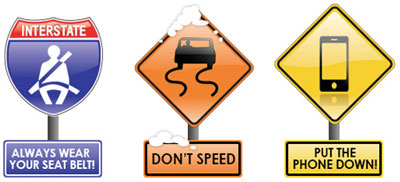 INTERSTATE
ALWAYS WEAR
YOUR SEAT BELT!
DON'T SPEED
PUT THE
PHONE DOWN!